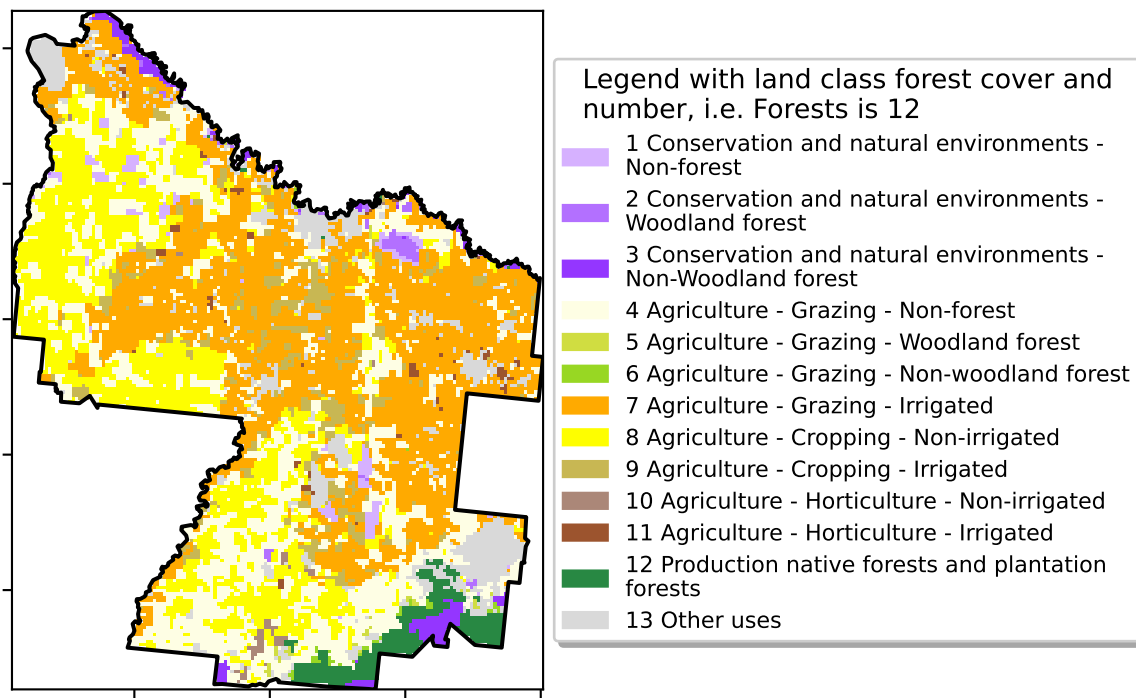 Legend with land class forest cover and
number, i.e. Forests is 12
1 Conservation and natural environments -
Non-forest
2 Conservation and natural environments -
Woodland forest
3 Conservation and natural environments -
Non-Woodland forest
4 Agriculture - Grazing - Non-forest
5 Agriculture - Grazing - Woodland forest
6 Agriculture - Grazing - Non-woodland forest
7 Agriculture - Grazing - Irrigated
8 Agriculture - Cropping - Non-irrigated
9 Agriculture - Cropping - Irrigated
10 Agriculture - Horticulture - Non-irrigated
11 Agriculture - Horticulture - Irrigated
12 Production native forests and plantation
forests
13 Other uses